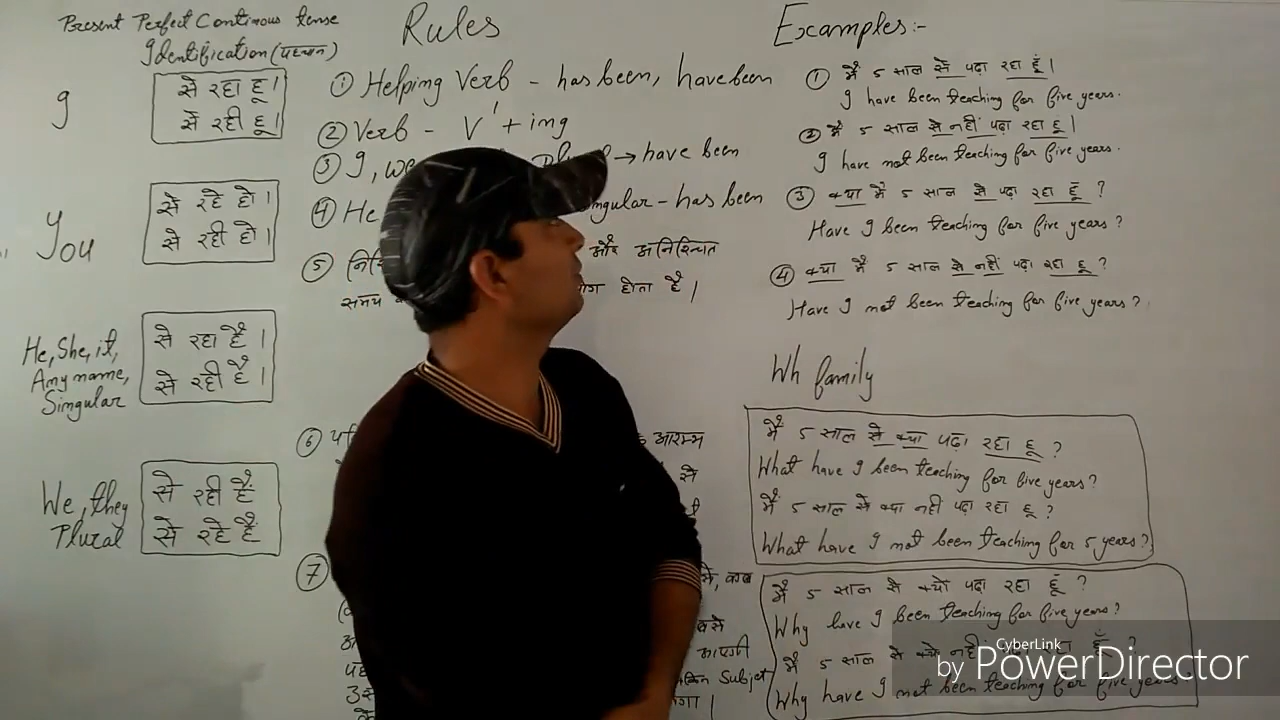 Present Perfect Continous tense
Identification (पहचान)
I
से रहा हू।
से रही हू।
You
से रहे हो।
से रही हो।
He, She, it,
Any name,
Singular
से रहा है।
से रही है।
We, they
Plural
से रही हैं
से रहे हैं
Rules
① Helping Verb - has been, have been
② Verb - V¹ + ing
③ I, we → have been
④ He ngular - has been
⑤ और अनिश्चित
समय होता है।
⑥ आरम्भ
से
⑦
Subject
Examples:-
① मैं 5 साल से पढ़ा रहा हूं।
I have been teaching for five years.
② मैं 5 साल से नहीं पढ़ा रहा हू।
I have not been teaching for five years.
③ क्या मैं 5 साल से पढ़ा रहा हूँ?
Have I been teaching for five years?
④ क्या मैं 5 साल से नहीं पढ़ा रहा हू?
Have I not been teaching for five years?
Wh family
मैं 5 साल से क्या पढ़ा रहा हू?
What have I been teaching for five years?
मैं 5 साल से क्या नहीं पढ़ा रहा हू?
What have I not been teaching for 5 years?
मैं 5 साल से क्यो पढा रहा हूं?
Why have I been teaching for five years?
मैं 5 साल से क्यो नहीं पढ़ा रहा हूँ?
Why have I not been teaching for five years?
CyberLink
by PowerDirector